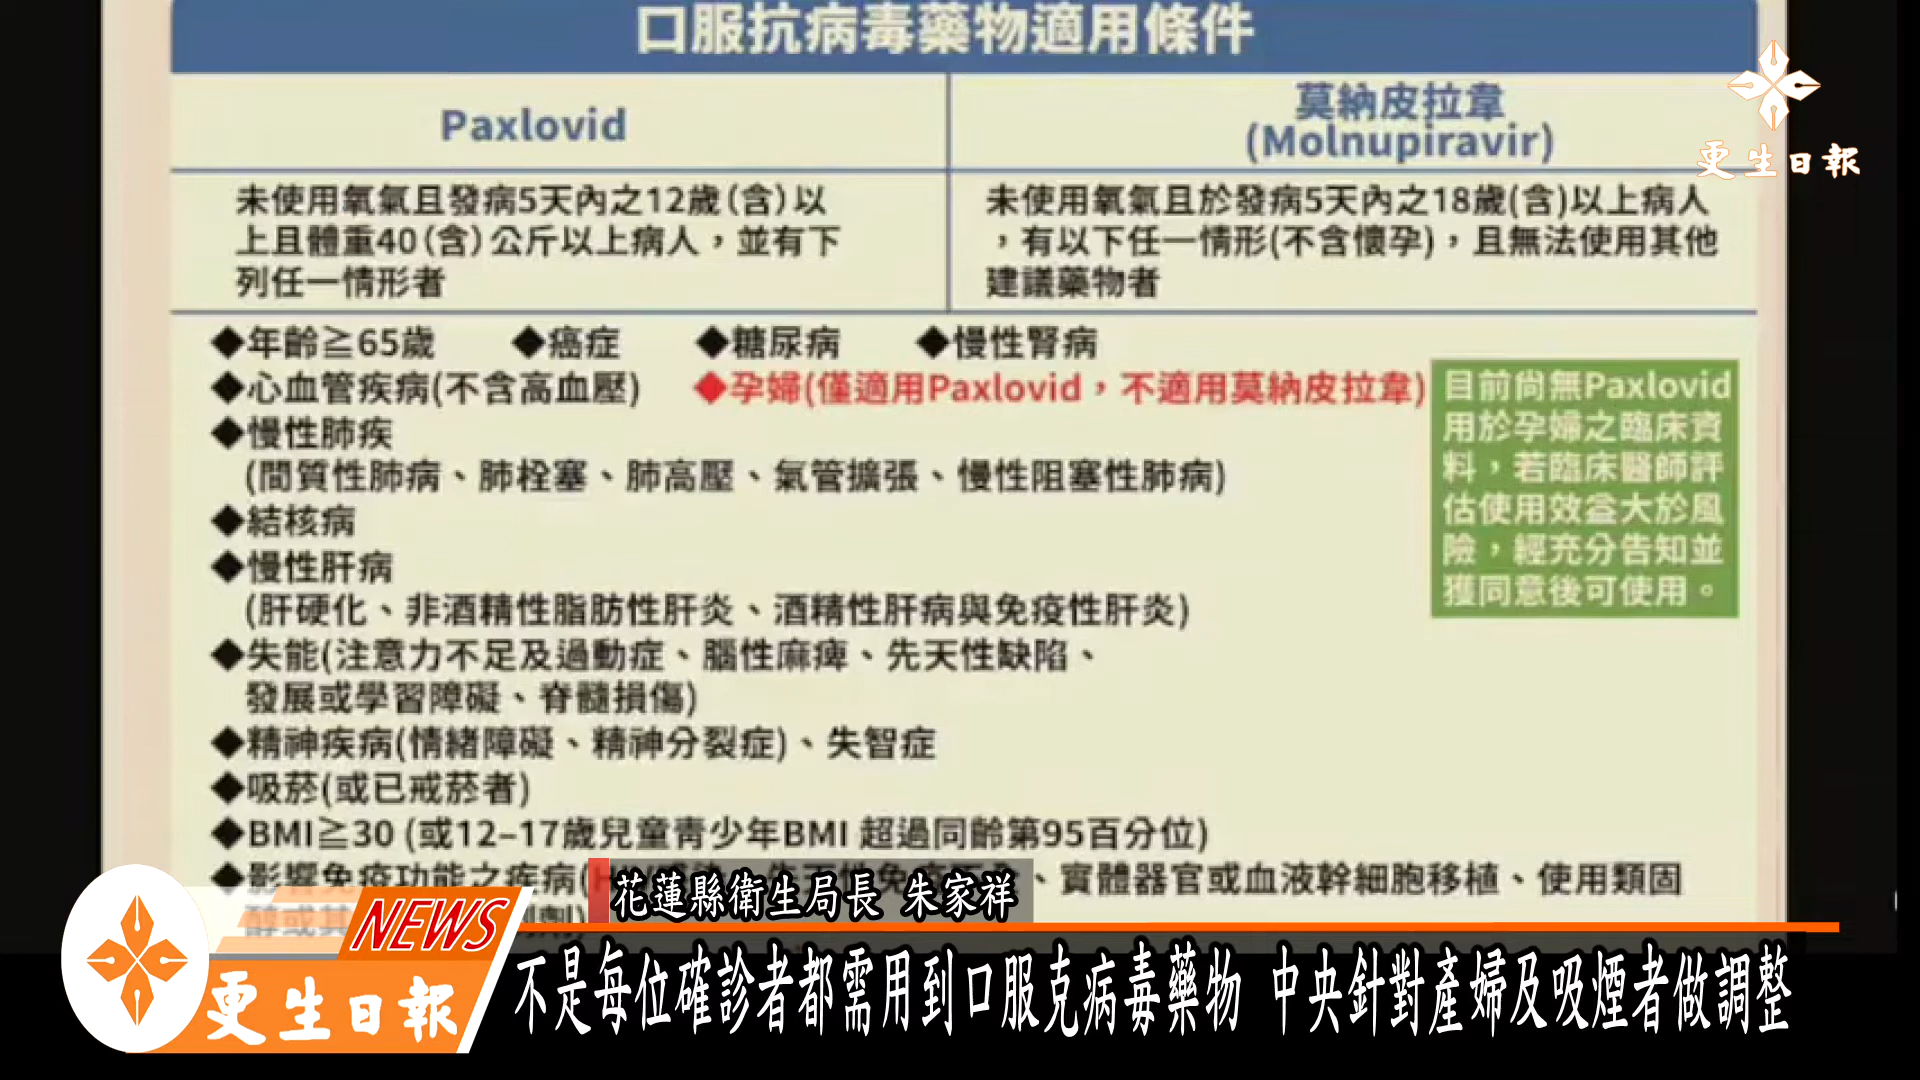 口服抗病毒藥物適用條件
Paxlovid
莫納皮拉韋
(Molnupiravir)
更生日報
未使用氧氣且發病5天內之12歲(含)以
上且體重40(含)公斤以上病人，並有下
列任一情形者
未使用氧氣且於發病5天內之18歲(含)以上病人
，有以下任一情形(不含懷孕)，且無法使用其他
建議藥物者
◆年齡≧65歲 ◆癌症 ◆糖尿病 ◆慢性腎病
◆心血管疾病(不含高血壓) ◆孕婦(僅適用Paxlovid，不適用莫納皮拉韋)
◆慢性肺疾
(間質性肺病、肺栓塞、肺高壓、氣管擴張、慢性阻塞性肺病)
◆結核病
◆慢性肝病
(肝硬化、非酒精性脂肪性肝炎、酒精性肝病與免疫性肝炎)
◆失能(注意力不足及過動症、腦性麻痺、先天性缺陷、
發展或學習障礙、脊髓損傷)
◆精神疾病(情緒障礙、精神分裂症)、失智症
◆吸菸(或已戒菸者)
◆BMI≧30 (或12–17歲兒童青少年BMI 超過同齡第95百分位)
◆影響免疫功能之疾病( 、實體器官或血液幹細胞移植、使用類固
醇或其
目前尚無Paxlovid
用於孕婦之臨床資
料，若臨床醫師評
估使用效益大於風
險，經充分告知並
獲同意後可使用。
花蓮縣衛生局長 朱家祥
NEWS
更生日報
不是每位確診者都需用到口服克病毒藥物 中央針對產婦及吸煙者做調整